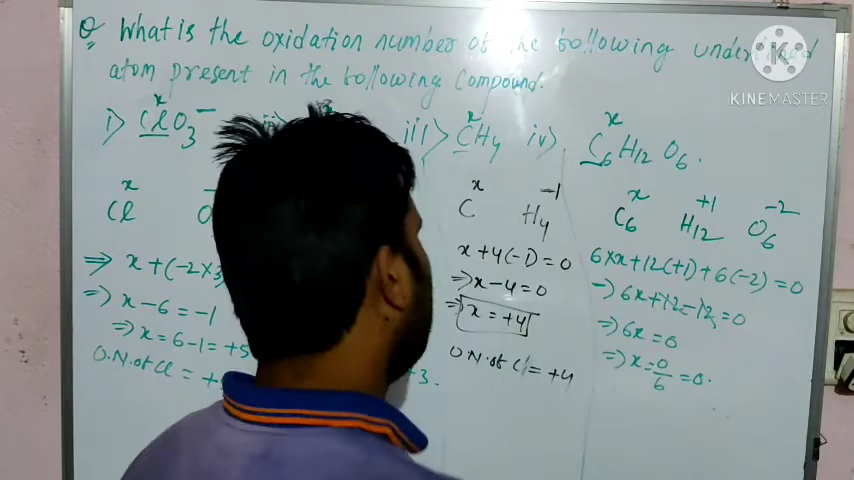 Q What is the oxidation number of the following underlined
atom present in the following Compound.
i> ClO3- x
iii> CH4 x
iv> C6H12O6. x
x Cl O
x C -1 H4
x C6 +1 H12 -2 O6
⇒ x+(-2×3)
⇒ x-6=-1
⇒ x=6-1=+5
O.N.of Cl = +
+3.
x+4(-1)=0
⇒x-4=0
⇒ x=+4
O.N.of C = +4
6×x+12(+1)+6(-2)=0
⇒ 6x+12-12=0
⇒ 6x=0
⇒ x=0/6=0.
K
KINEMASTER